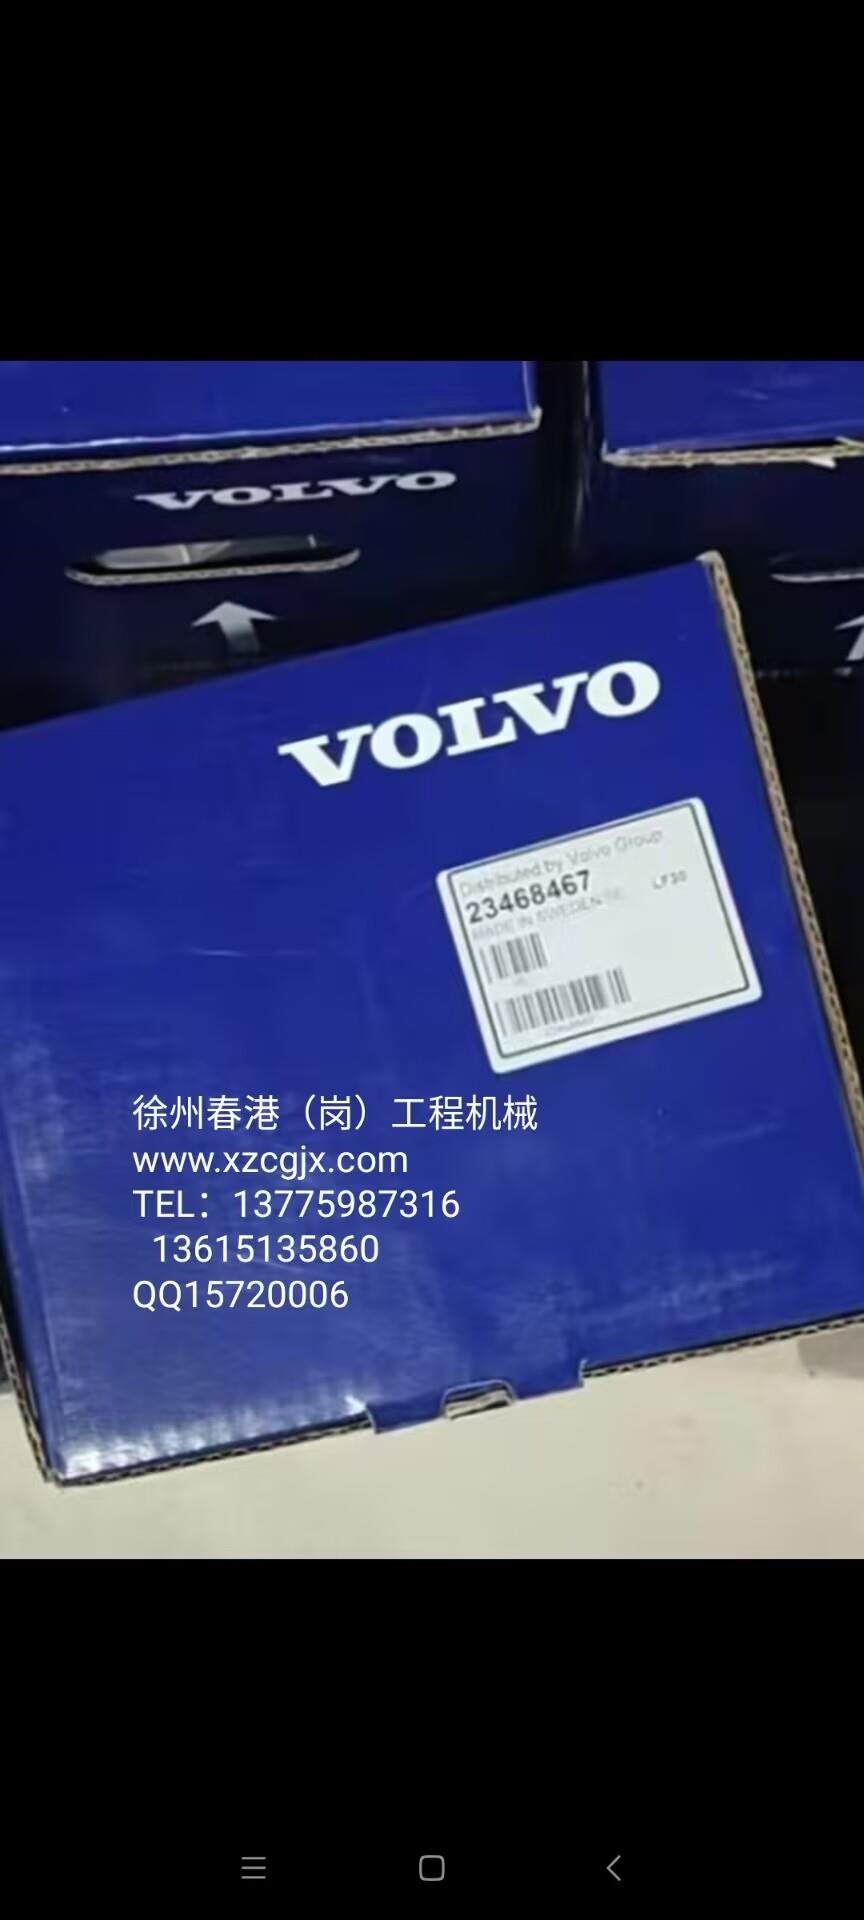 VOLVO
VOLVO
Distributed by Volvo Group
23468467
LF30
MADE IN SWEDEN
徐州春港（岗）工程机械
www.xzcgjx.com
TEL：13775987316
13615135860
QQ15720006